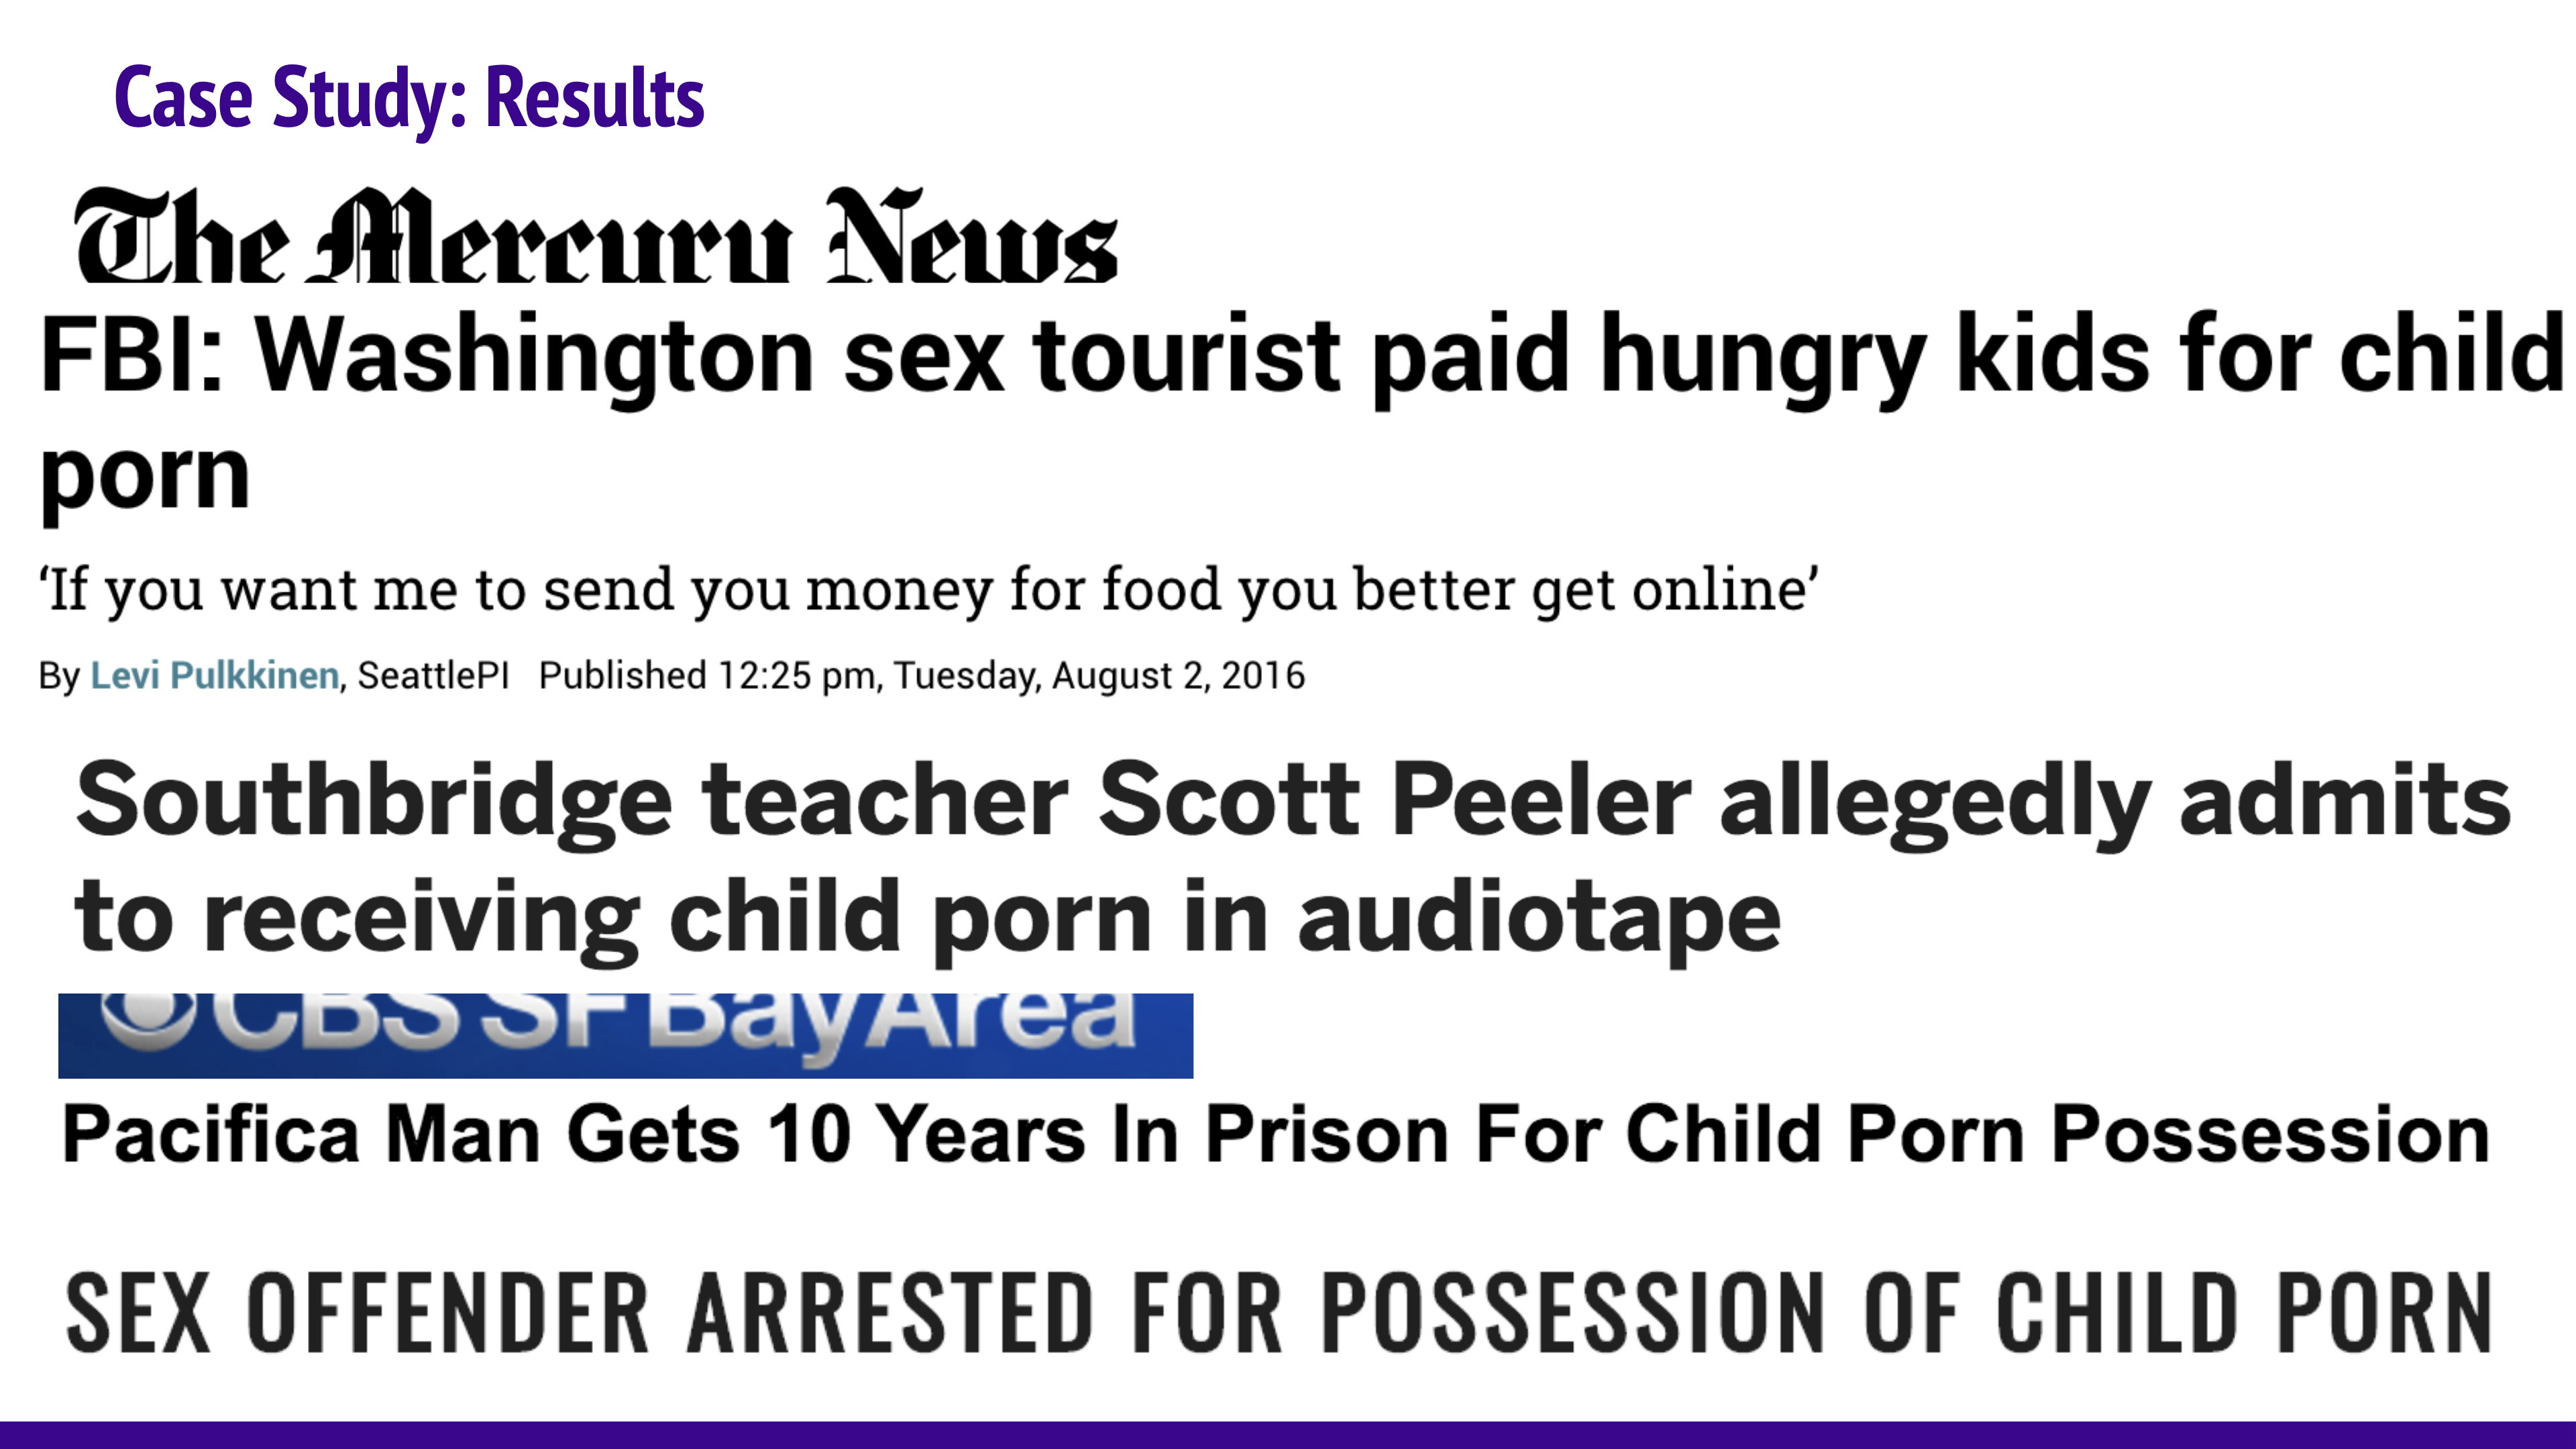 Case Study: Results
The Mercury News
FBI: Washington sex tourist paid hungry kids for child
porn
‘If you want me to send you money for food you better get online’
By Levi Pulkkinen, SeattlePI Published 12:25 pm, Tuesday, August 2, 2016
Southbridge teacher Scott Peeler allegedly admits
to receiving child porn in audiotape
CBS SF BayArea
Pacifica Man Gets 10 Years In Prison For Child Porn Possession
SEX OFFENDER ARRESTED FOR POSSESSION OF CHILD PORN